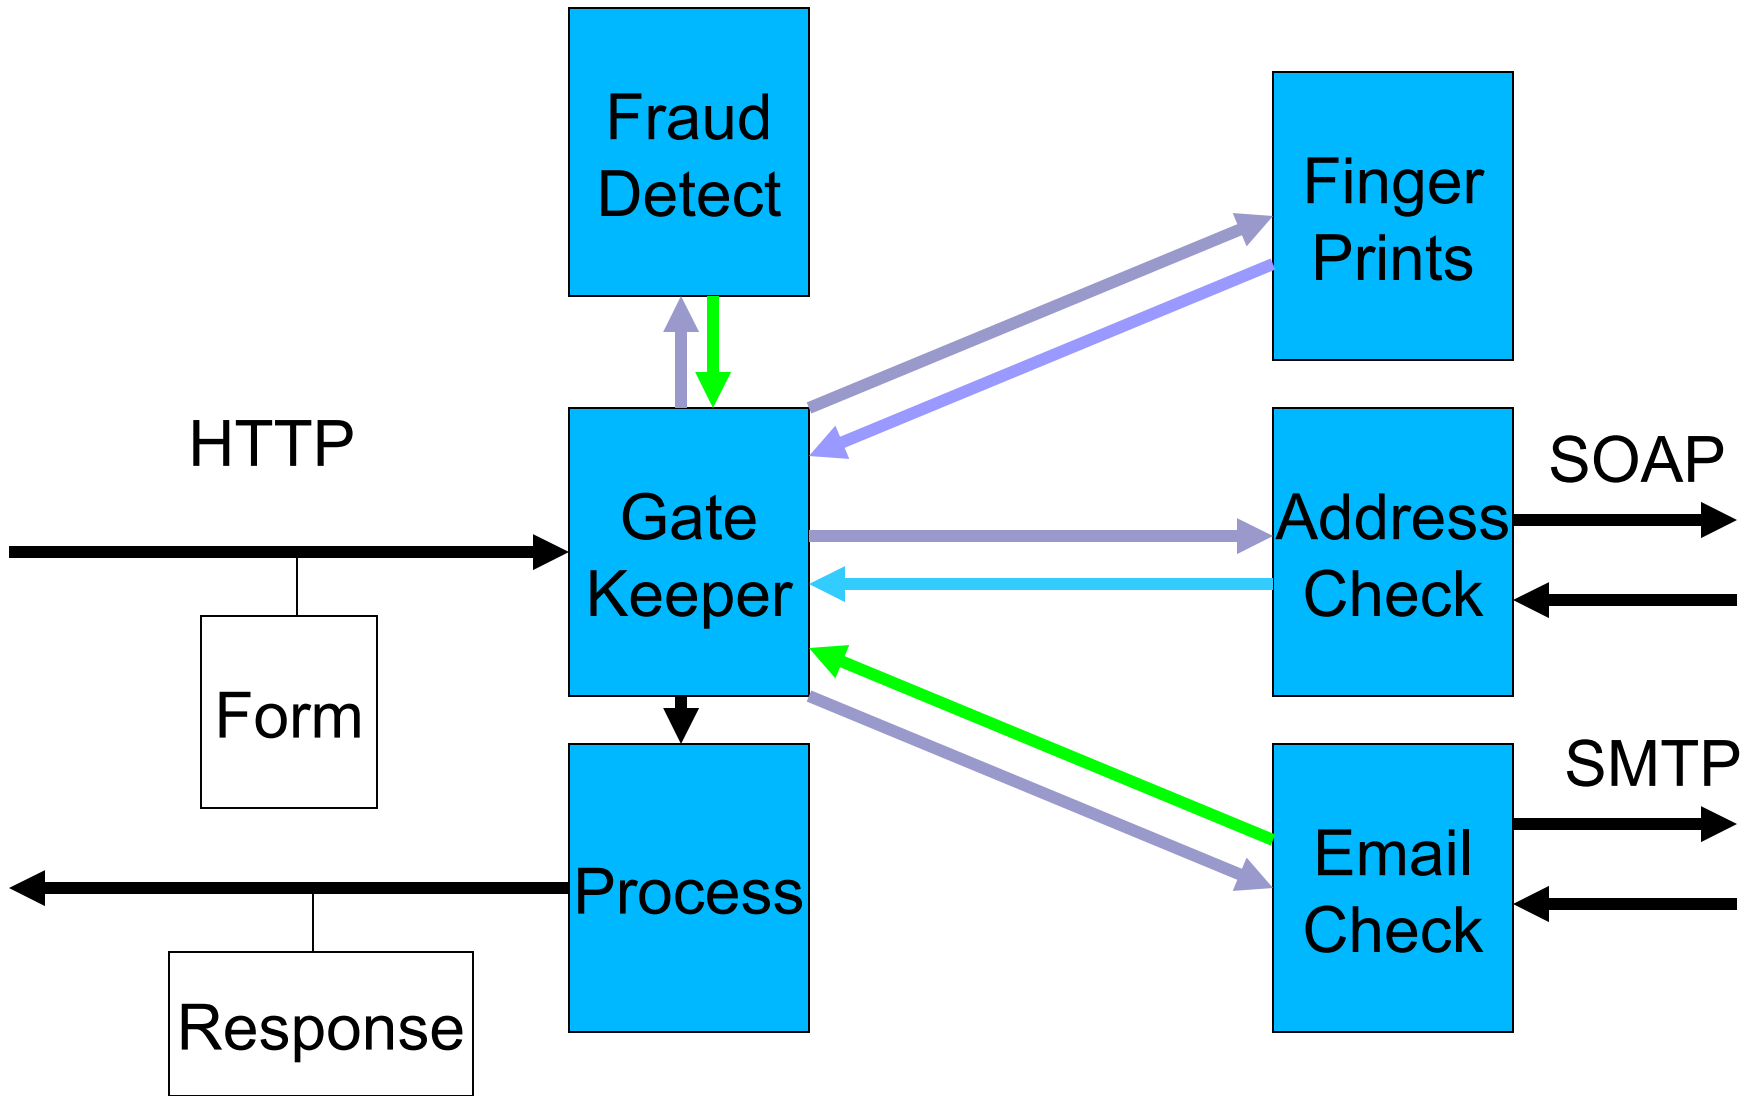 Fraud
Detect
Finger
Prints
HTTP
Gate
Keeper
Address
Check
SOAP
Form
Process
Email
Check
SMTP
Response